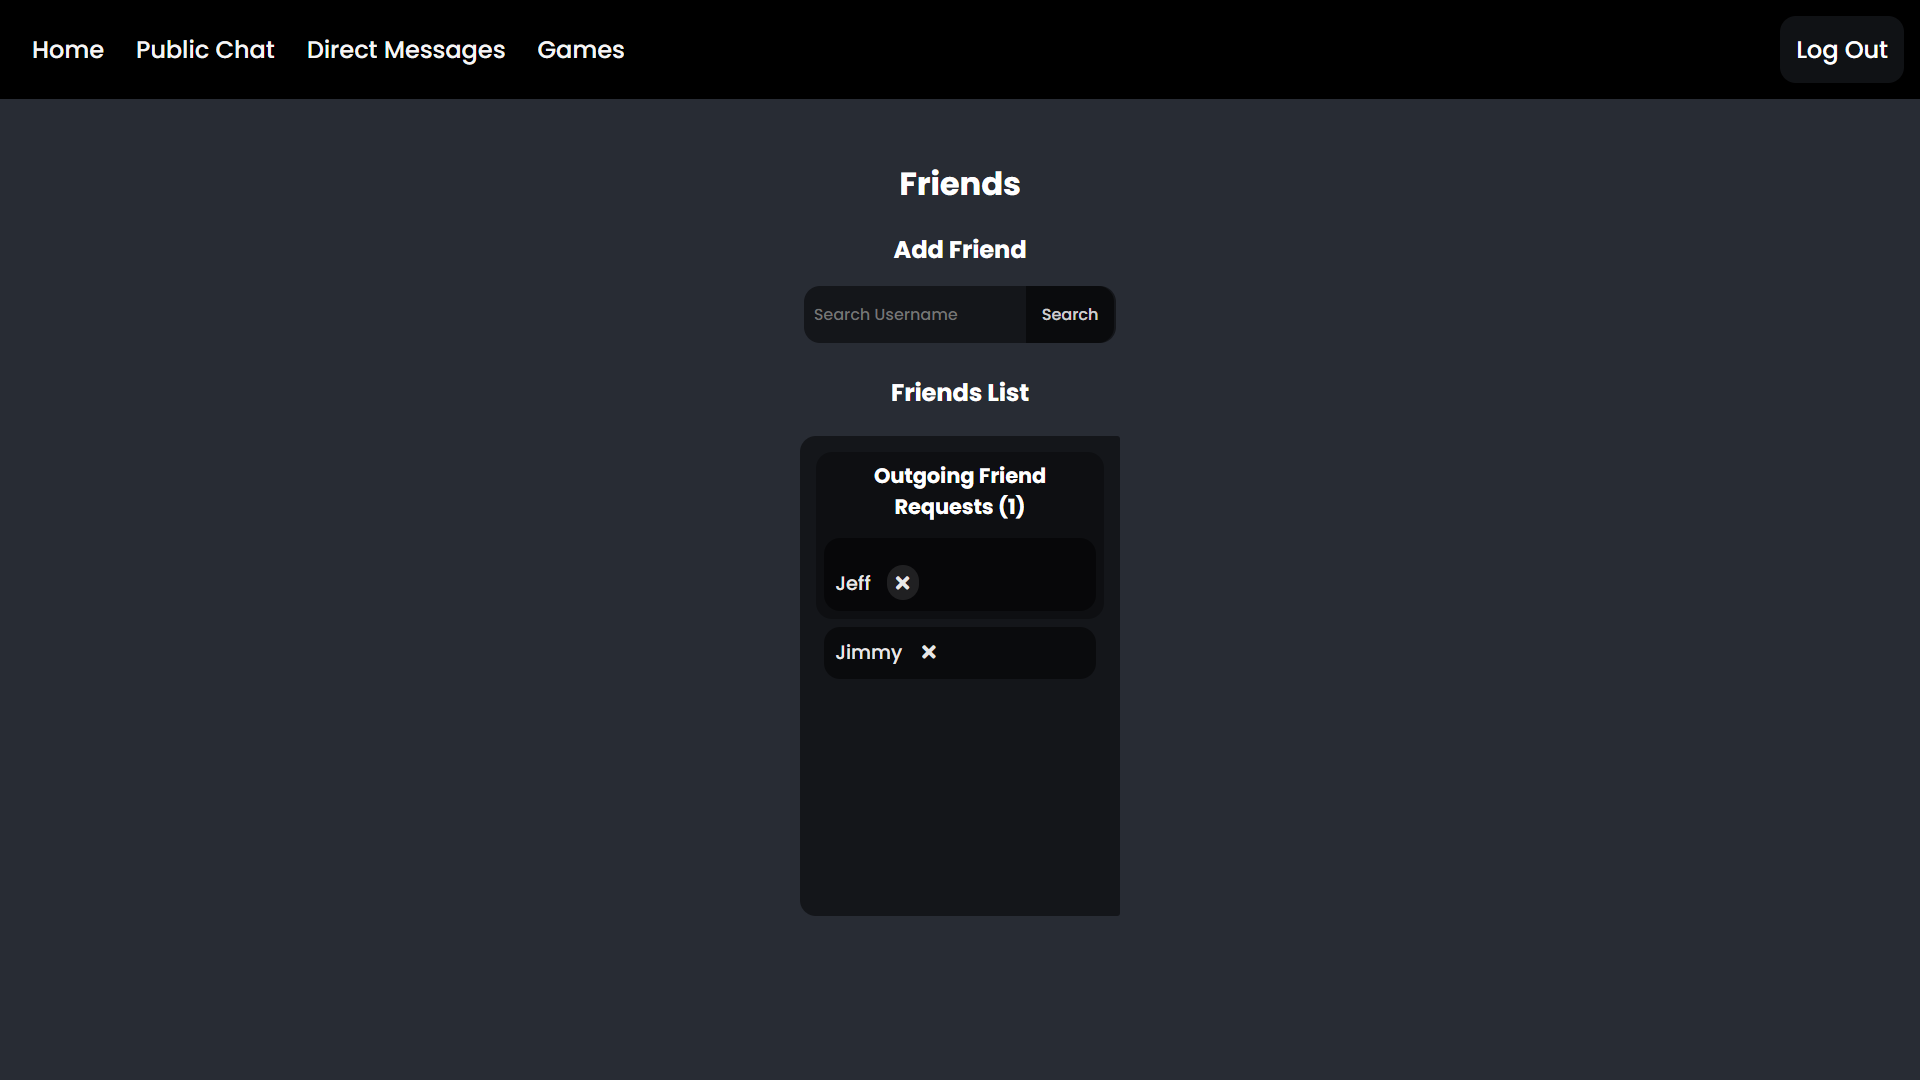 Home Public Chat Direct Messages Games Log Out
Friends
Add Friend
Search Username Search
Friends List
Outgoing Friend
Requests (1)
Jeff
Jimmy